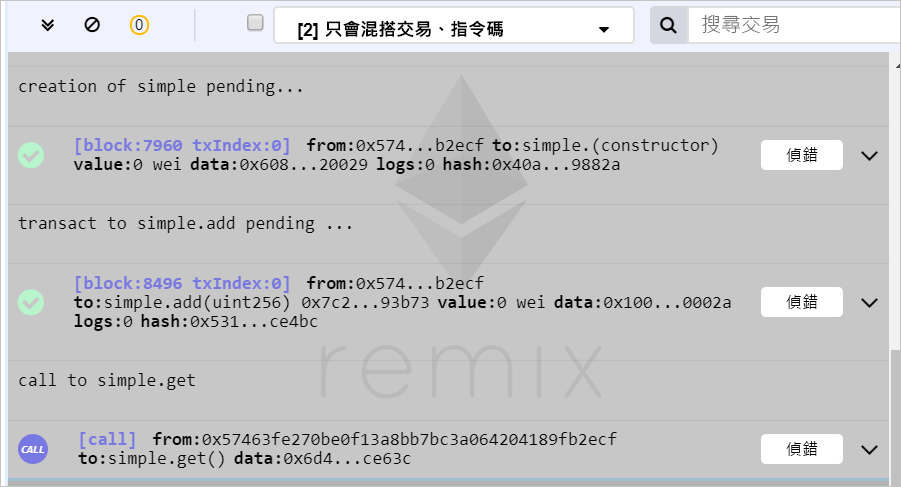 0
[2] 只會混搭交易、指令碼
搜尋交易
creation of simple pending...
[block:7960 txIndex:0] from:0x574...b2ecf to:simple.(constructor)
value:0 wei data:0x608...20029 logs:0 hash:0x40a...9882a
偵錯
transact to simple.add pending ...
[block:8496 txIndex:0] from:0x574...b2ecf
to:simple.add(uint256) 0x7c2...93b73 value:0 wei data:0x100...0002a
logs:0 hash:0x531...ce4bc
偵錯
remix
call to simple.get
[call] from:0x57463fe270be0f13a8bb7bc3a064204189fb2ecf
to:simple.get() data:0x6d4...ce63c
CALL
偵錯